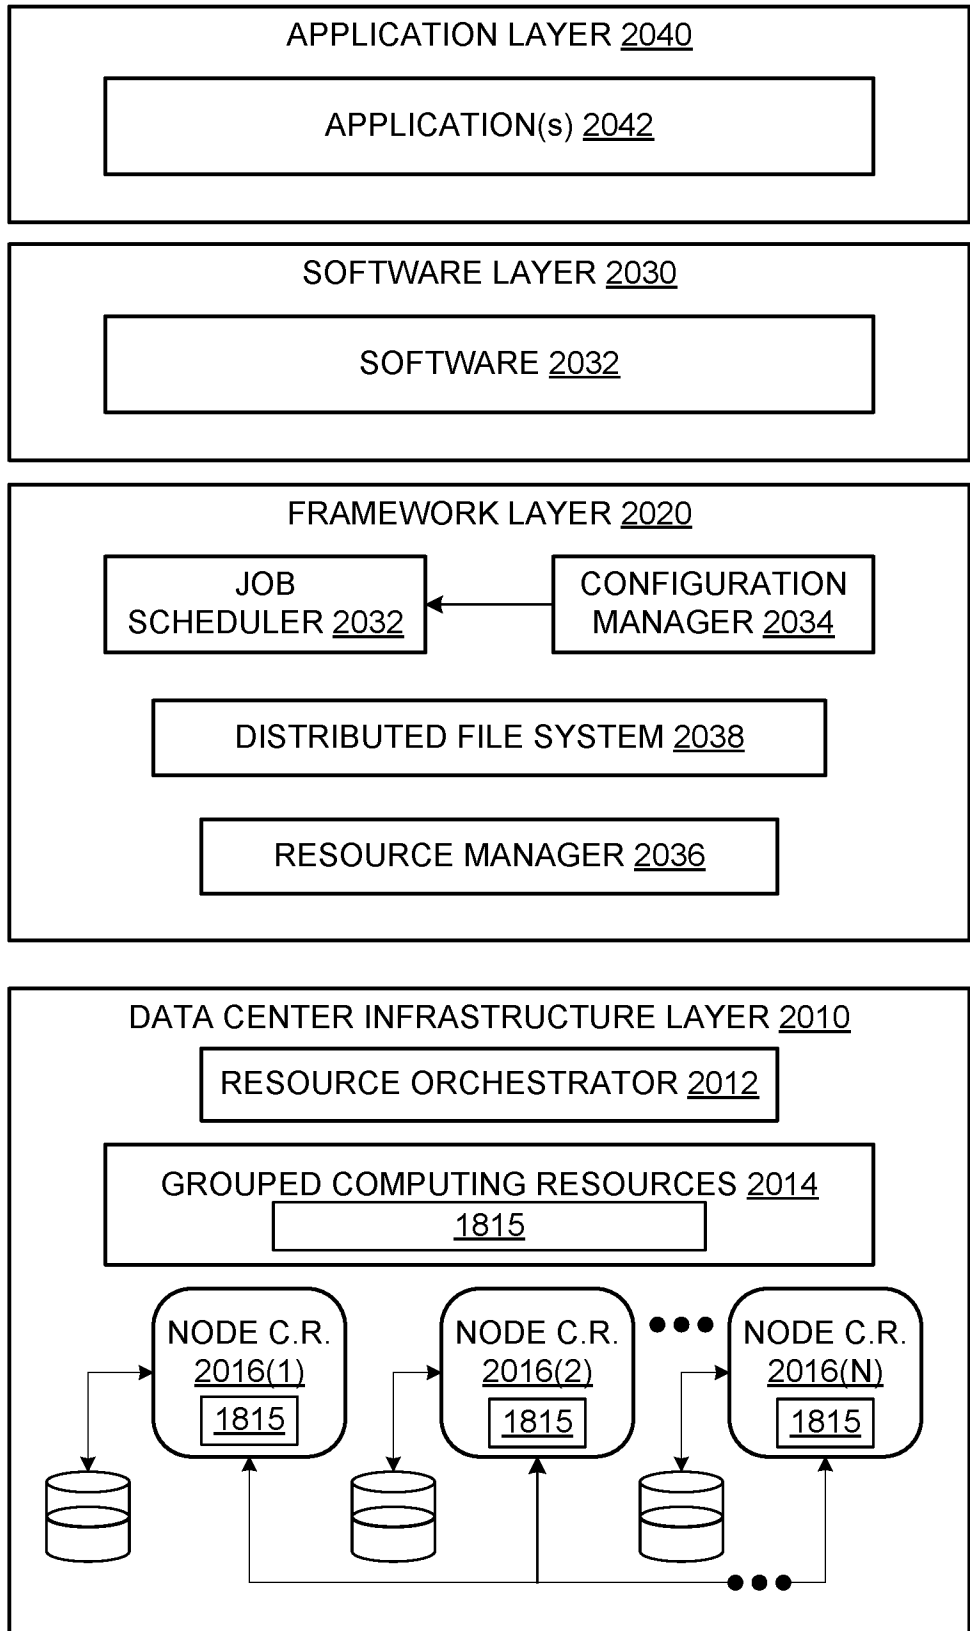 APPLICATION LAYER 2040
APPLICATION(s) 2042
SOFTWARE LAYER 2030
SOFTWARE 2032
FRAMEWORK LAYER 2020
JOB
SCHEDULER 2032
CONFIGURATION
MANAGER 2034
DISTRIBUTED FILE SYSTEM 2038
RESOURCE MANAGER 2036
DATA CENTER INFRASTRUCTURE LAYER 2010
RESOURCE ORCHESTRATOR 2012
GROUPED COMPUTING RESOURCES 2014
1815
NODE C.R.
2016(1)
1815
NODE C.R.
2016(2)
1815
NODE C.R.
2016(N)
1815